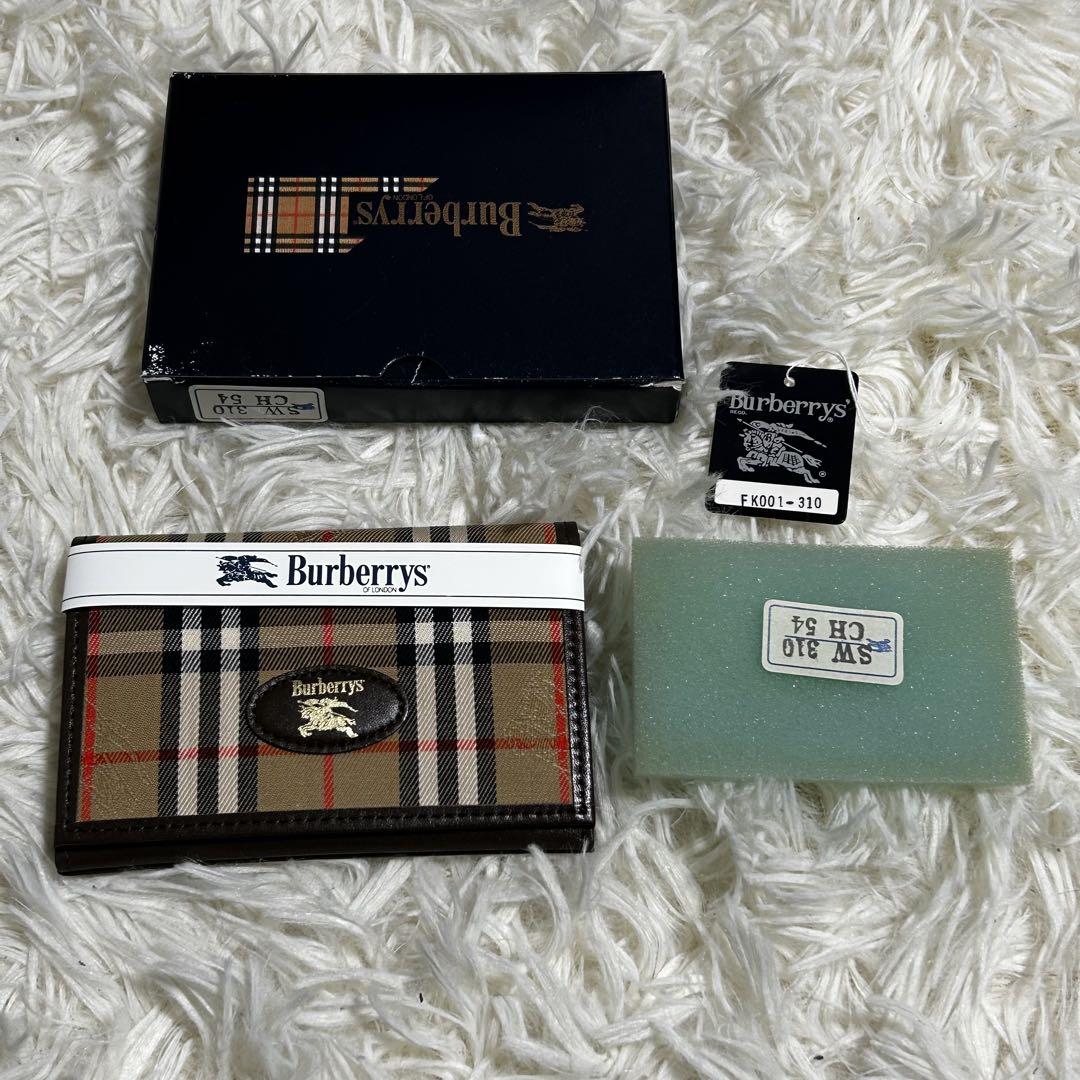 Burberrys®
OF LONDON
SW 310
CH 54
Burberrys®
REGD.
®
FK001-310
Burberrys®
OF LONDON
Burberrys®
SW 310
CH 54